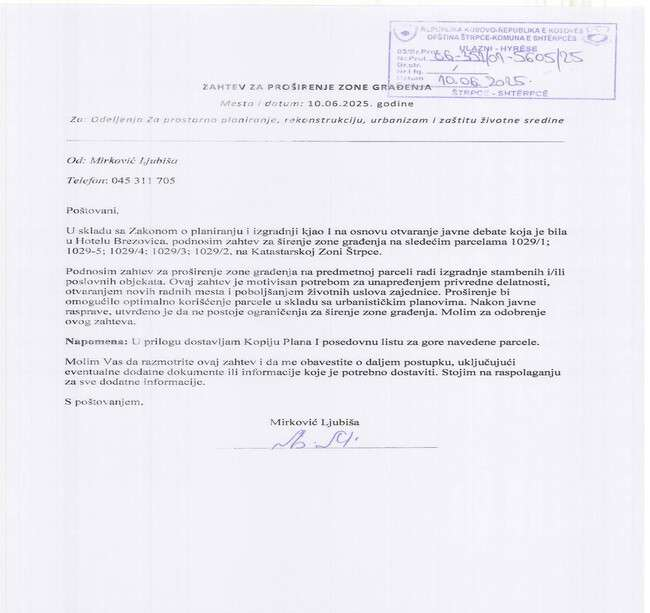 REPUBLIKA KOSOVO-REPUBLIKA E KOSOVËS
OPŠTINA ŠTRPCE-KOMUNA E SHTËRPCËS
ULAZNI - HYRËSE
06-351/01-5605/25
Datum 10.06.2025.
ŠTRPCE - SHTËRPCË
ZAHTEV ZA PROŠIRENJE ZONE GRAĐENJA
Mesto i datum: 10.06.2025. godine
Za: Odeljenja Za prostorno planiranje, rekonstrukciju, urbanizam i zaštitu životne sredine
Od: Mirković Ljubiša
Telefon: 045 311 705
Poštovani,
U skladu sa Zakonom o planiranju i izgradnji kjao I na osnovu otvaranje javne debate koja je bila
u Hotelu Brezovica, podnosim zahtev za širenje zone građenja na sledećim parcelama 1029/1;
1029-5; 1029/4; 1029/3; 1029/2, na Katastarskoj Zoni Štrpce.
Podnosim zahtev za proširenje zone građenja na predmetnoj parceli radi izgradnje stambenih i/ili
poslovnih objekata. Ovaj zahtev je motivisan potrebom za unapređenjem privredne delatnosti,
otvaranjem novih radnih mesta i poboljšanjem životnih uslova zajednice. Proširenje bi
omogućilo optimalno korišćenje parcele u skladu sa urbanističkim planovima. Nakon javne
rasprave, utvrđeno je da ne postoje ograničenja za širenje zone građenja. Molim za odobrenje
ovog zahteva.
Napomena: U prilogu dostavljam Kopiju Plana I posedovnu listu za gore navedene parcele.
Molim Vas da razmotrite ovaj zahtev i da me obavestite o daljem postupku, uključujući
eventualne dodatne dokumente ili informacije koje je potrebno dostaviti. Stojim na raspolaganju
za sve dodatne informacije.
S poštovanjem,
Mirković Ljubiša